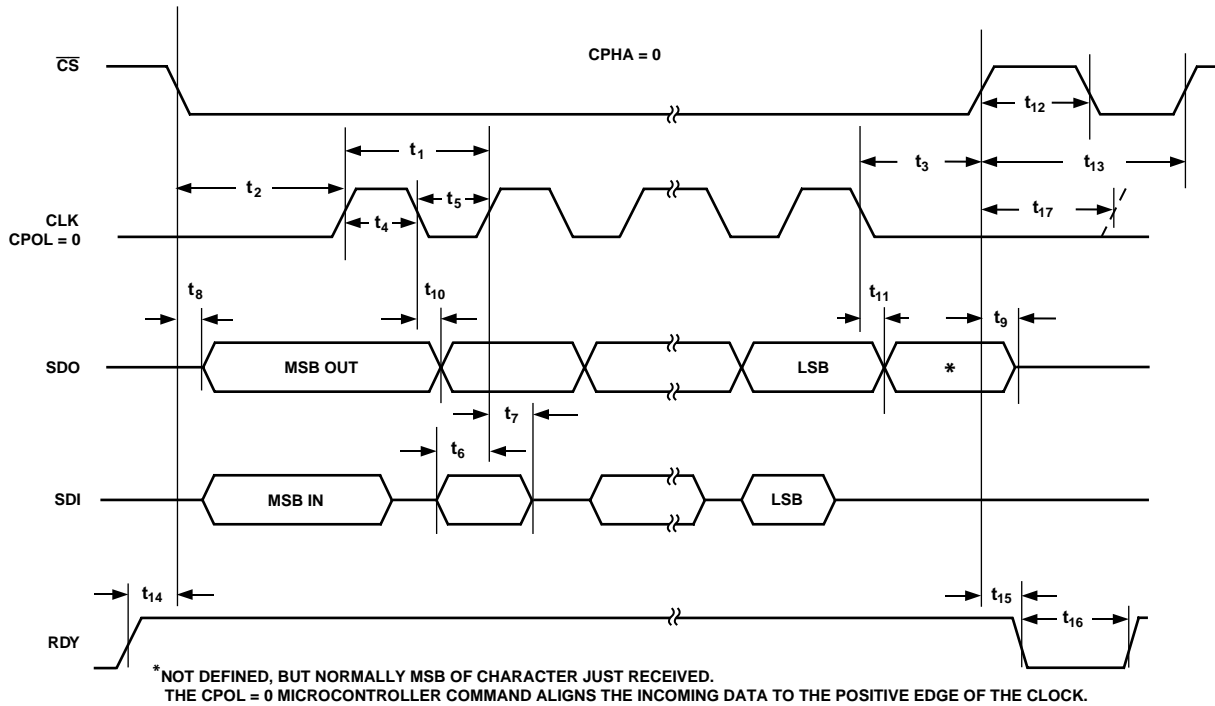 CPHA = 0
CS
t12
t1
t3
t13
t2
t5
t17
CLK
CPOL = 0
t4
t8
t10
t11
t9
SDO
MSB OUT
LSB
*
t7
t6
SDI
MSB IN
LSB
t14
t15
t16
RDY
*NOT DEFINED, BUT NORMALLY MSB OF CHARACTER JUST RECEIVED.
THE CPOL = 0 MICROCONTROLLER COMMAND ALIGNS THE INCOMING DATA TO THE POSITIVE EDGE OF THE CLOCK.